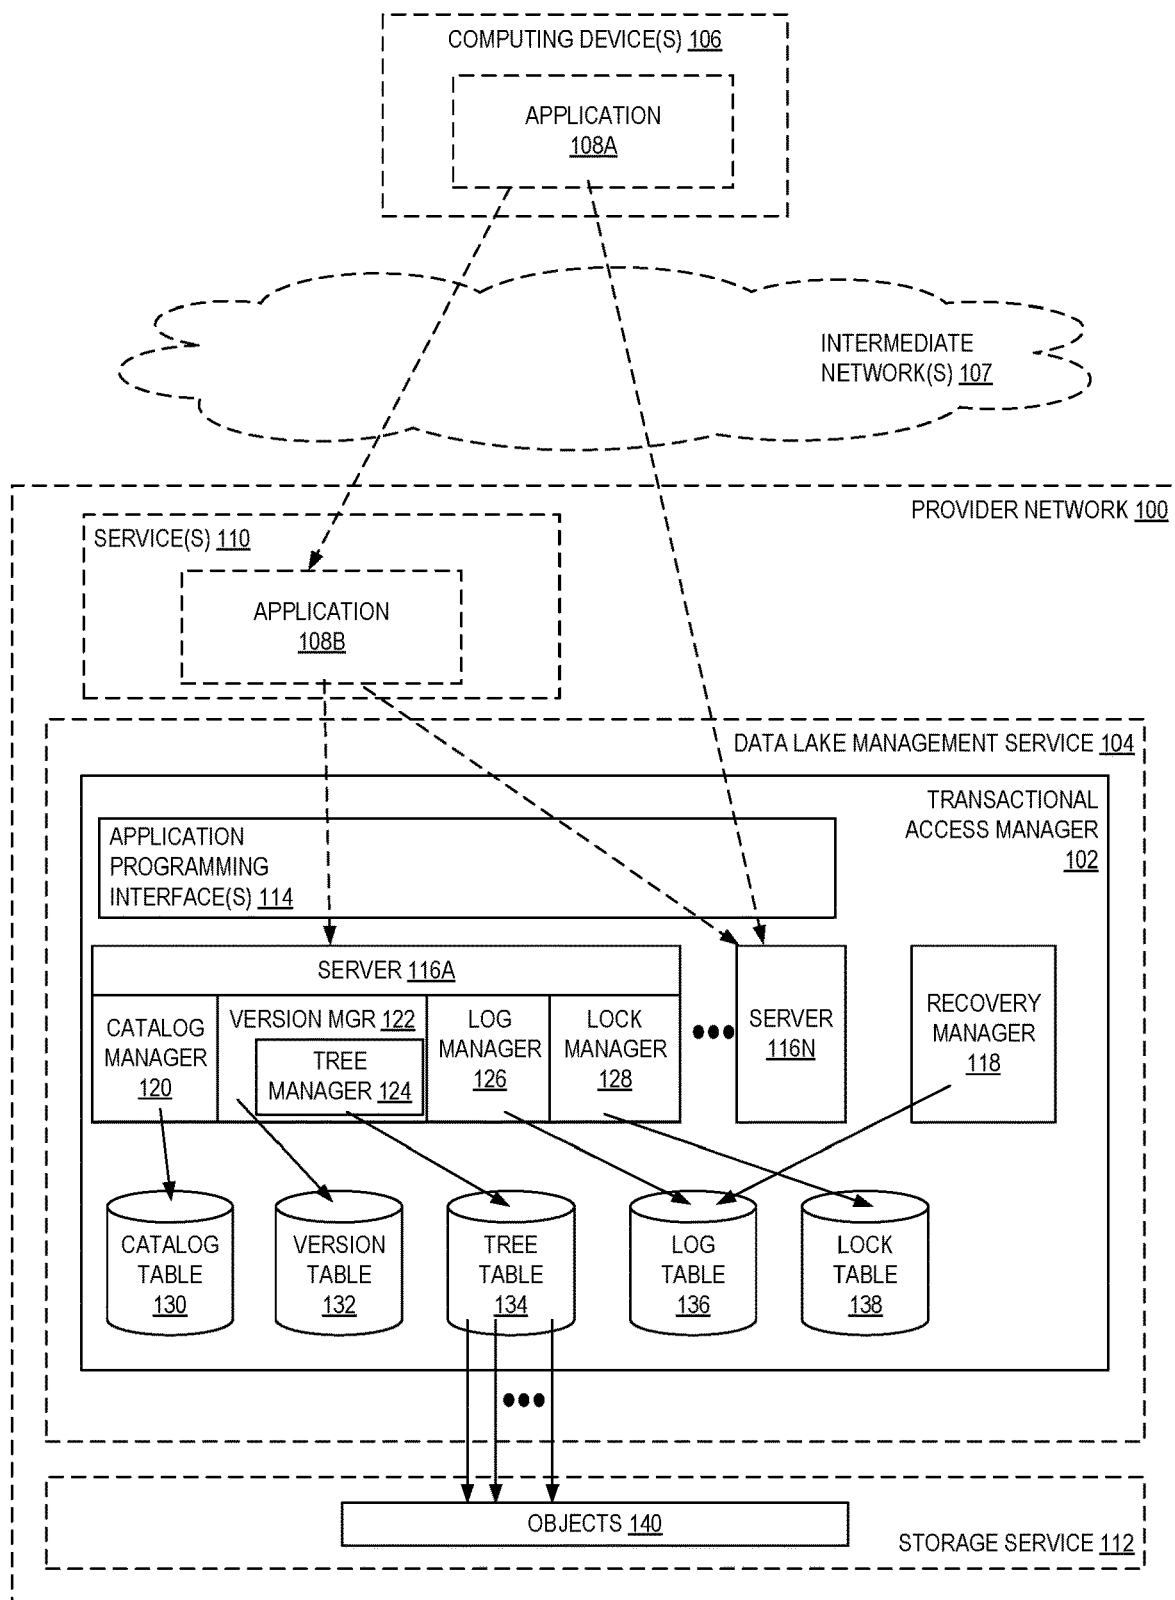 COMPUTING DEVICE(S) 106
APPLICATION
108A
INTERMEDIATE
NETWORK(S) 107
PROVIDER NETWORK 100
SERVICE(S) 110
APPLICATION
108B
DATA LAKE MANAGEMENT SERVICE 104
TRANSACTIONAL
ACCESS MANAGER
102
APPLICATION
PROGRAMMING
INTERFACE(S) 114
SERVER 116A
CATALOG
MANAGER
120
VERSION MGR 122
TREE
MANAGER 124
LOG
MANAGER
126
LOCK
MANAGER
128
SERVER
116N
RECOVERY
MANAGER
118
CATALOG
TABLE
130
VERSION
TABLE
132
TREE
TABLE
134
LOG
TABLE
136
LOCK
TABLE
138
OBJECTS 140
STORAGE SERVICE 112